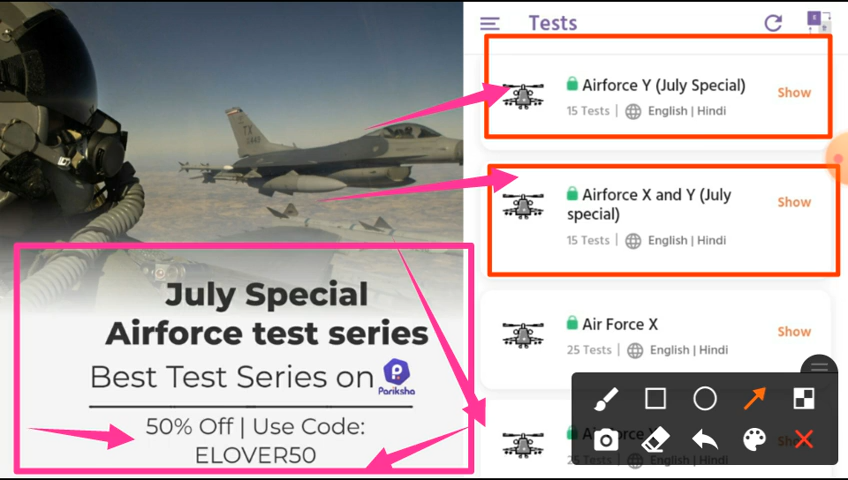 TX
July Special
Airforce test series
Best Test Series on
Pariksha
50% Off | Use Code:
ELOVER50
Tests
Airforce Y (July Special)
Show
15 Tests | English | Hindi
Airforce X and Y (July
special)
Show
15 Tests | English | Hindi
Air Force X
Show
25 Tests | English | Hindi